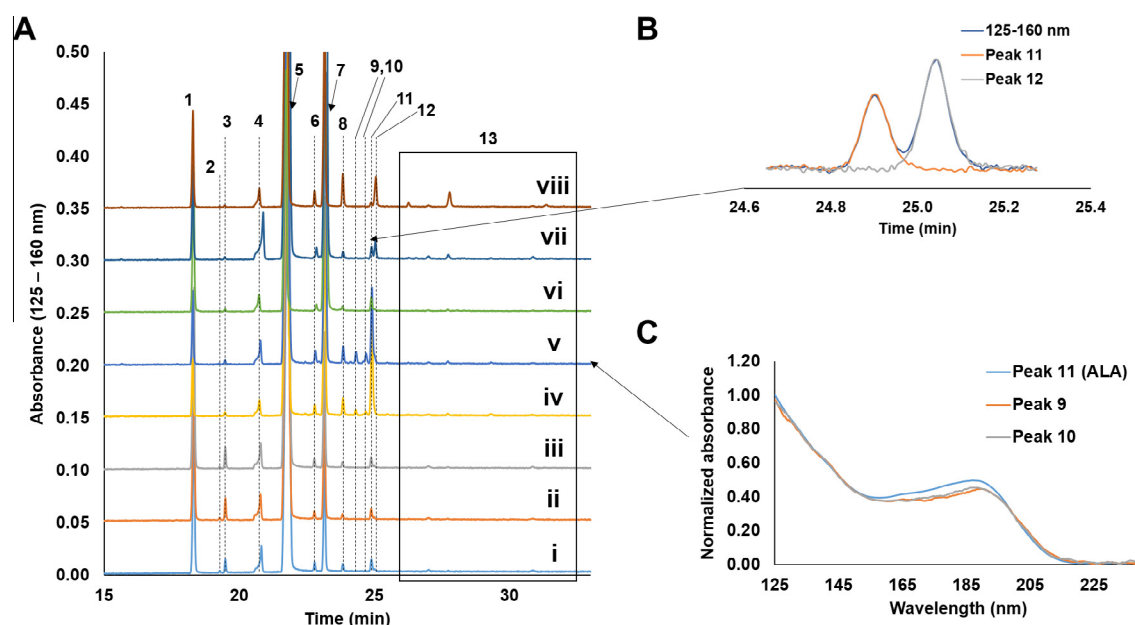 A
Absorbance (125 – 160 nm)
0.50
0.45
0.40
0.35
0.30
0.25
0.20
0.15
0.10
0.05
0.00
15
20
25
30
Time (min)
1
2
3
4
5
6
7
8
9,10
11
12
13
viii
vii
vi
v
iv
iii
ii
i
B
125-160 nm
Peak 11
Peak 12
24.6
24.8
25.0
25.2
25.4
Time (min)
C
Normalized absorbance
1.20
1.00
0.80
0.60
0.40
0.20
0.00
Peak 11 (ALA)
Peak 9
Peak 10
125
145
165
185
205
225
Wavelength (nm)